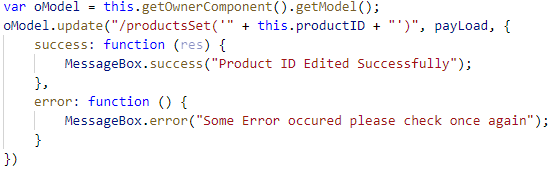 var oModel = this.getOwnerComponent().getModel();
oModel.update("/productsSet('" + this.productID + "')", payLoad, {
    success: function (res) {
        MessageBox.success("Product ID Edited Successfully");
    },
    error: function () {
        MessageBox.error("Some Error occured please check once again");
    }
})